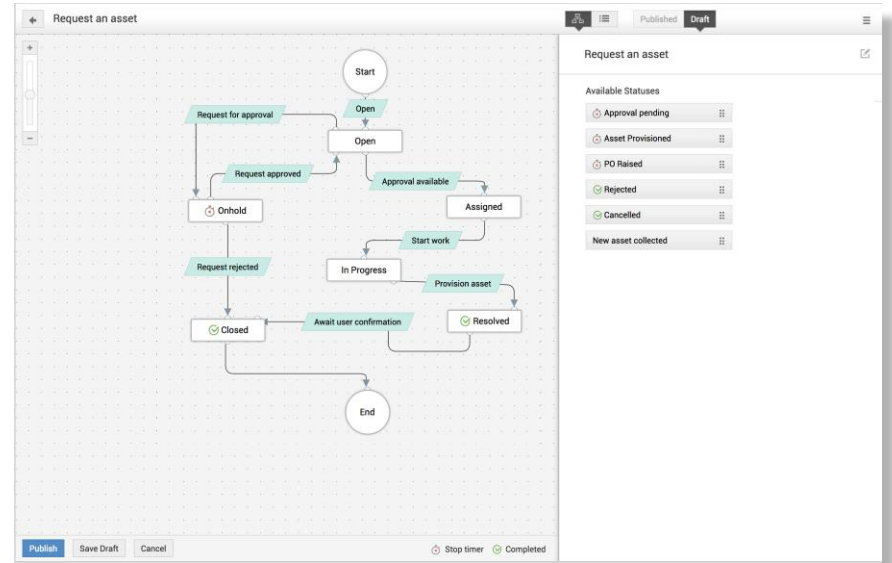 Request an asset
Published
Draft
Start
Open
Request for approval
Open
Request approved
Approval available
Onhold
Assigned
Start work
Request rejected
In Progress
Provision asset
Closed
Await user confirmation
Resolved
End
Publish
Save Draft
Cancel
Stop timer
Completed
Request an asset
Available Statuses
Approval pending
Asset Provisioned
PO Raised
Rejected
Cancelled
New asset collected